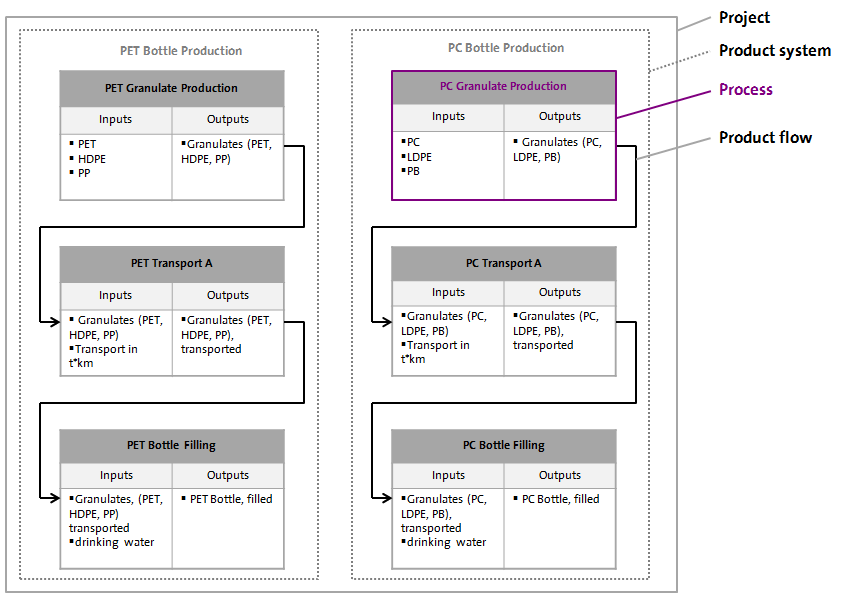 Project
Product system
Process
Product flow
PET Bottle Production
PET Granulate Production
Inputs
Outputs
▪ PET
▪ HDPE
▪ PP
▪Granulates (PET,
HDPE, PP)
PET Transport A
Inputs
Outputs
▪ Granulates (PET,
HDPE, PP)
▪Transport in
t*km
▪Granulates (PET,
HDPE, PP),
transported
PET Bottle Filling
Inputs
Outputs
▪Granulates, (PET,
HDPE, PP)
transported
▪drinking water
▪ PET Bottle, filled
PC Bottle Production
PC Granulate Production
Inputs
Outputs
▪PC
▪LDPE
▪PB
▪ Granulates (PC,
LDPE, PB)
PC Transport A
Inputs
Outputs
▪Granulates (PC,
LDPE, PB)
▪Transport in
t*km
▪Granulates (PC,
LDPE, PB),
transported
PC Bottle Filling
Inputs
Outputs
▪Granulates (PC,
LDPE, PB),
transported
▪drinking water
▪ PC Bottle, filled